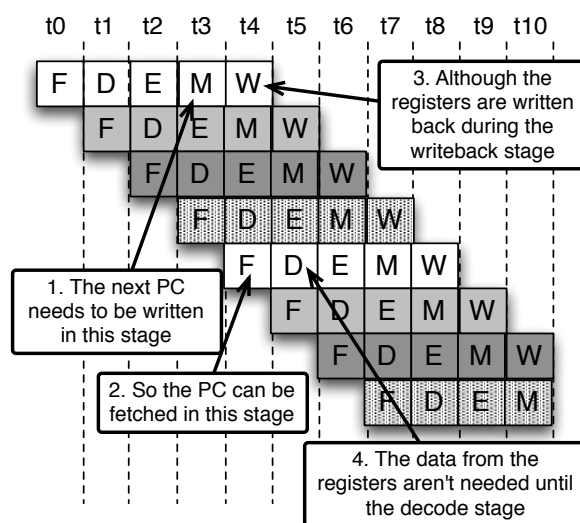 t0 t1 t2 t3 t4 t5 t6 t7 t8 t9 t10
F D E M W
3. Although the
registers are written
back during the
writeback stage
F D E M W
F D E M W
F D E M W
F D E M W
1. The next PC
needs to be written
in this stage
F D E M W
F D E M W
2. So the PC can be
fetched in this stage
F D E M
4. The data from the
registers aren't needed until
the decode stage